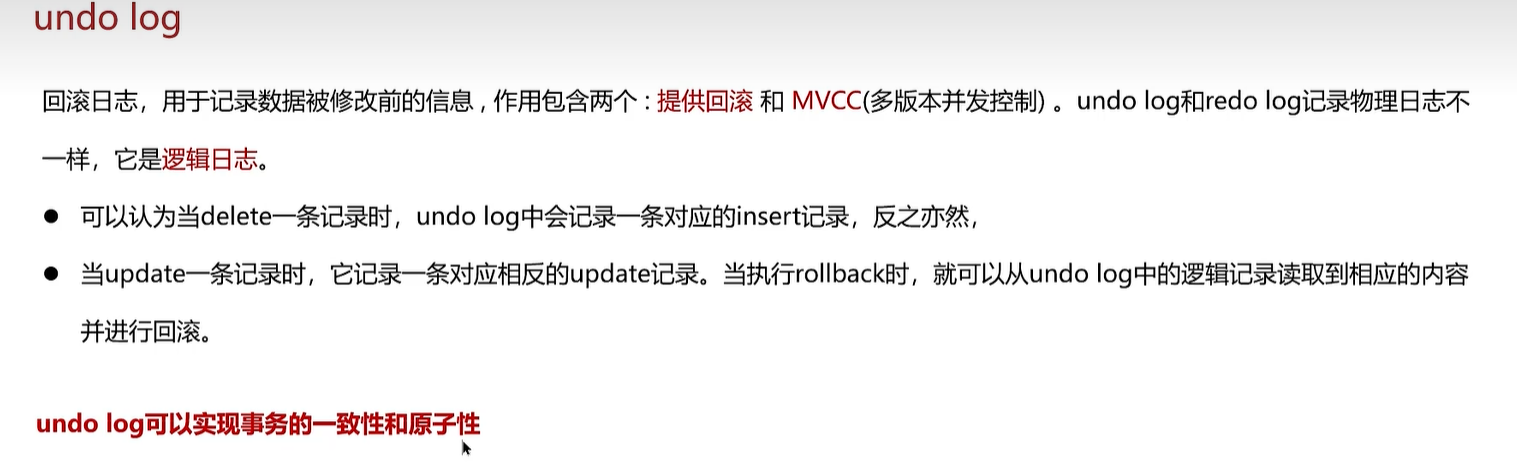 undo log
回滚日志，用于记录数据被修改前的信息 , 作用包含两个 : 提供回滚 和 MVCC(多版本并发控制) 。undo log和redo log记录物理日志不
一样，它是逻辑日志。
● 可以认为当delete一条记录时，undo log中会记录一条对应的insert记录，反之亦然，
● 当update一条记录时，它记录一条对应相反的update记录。当执行rollback时，就可以从undo log中的逻辑记录读取到相应的内容
并进行回滚。
undo log可以实现事务的一致性和原子性